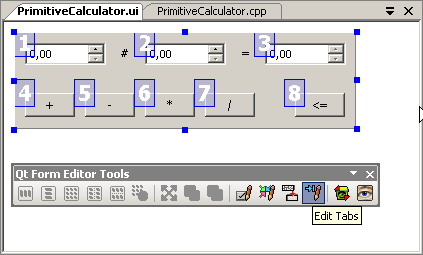 PrimitiveCalculator.ui PrimitiveCalculator.cpp
1 0,00 # 2 0,00 = 3 0,00
4 + 5 - 6 * 7 / 8 <=
Qt Form Editor Tools
Edit Tabs